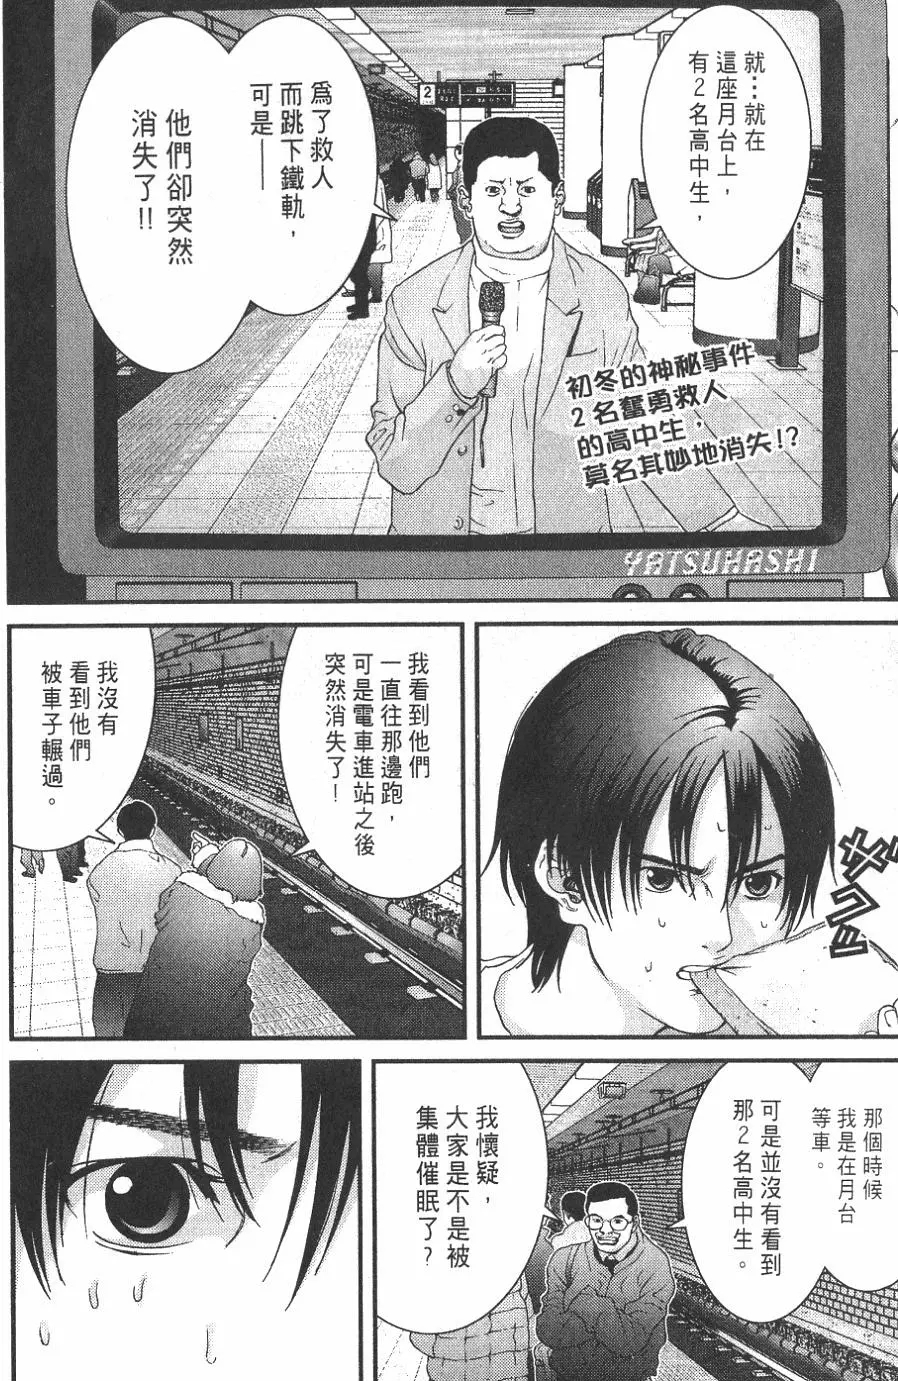 就…就在
這座月台上，
有2名高中生，
為了救人
而跳下鐵軌，
可是——
他們卻突然
消失了!!
2
初冬的神秘事件
2名奮勇救人
的高中生，
莫名其妙地消失!?
YATSUHASHI
ザワッ
我看到他們
一直往那邊跑，
可是電車進站之後
突然消失了!
我沒有
看到他們
被車子輾過。
那個時候
我是在月台
等車。
可是並沒有看到
那2名高中生。
我懷疑，
大家是不是被
集體催眠了?